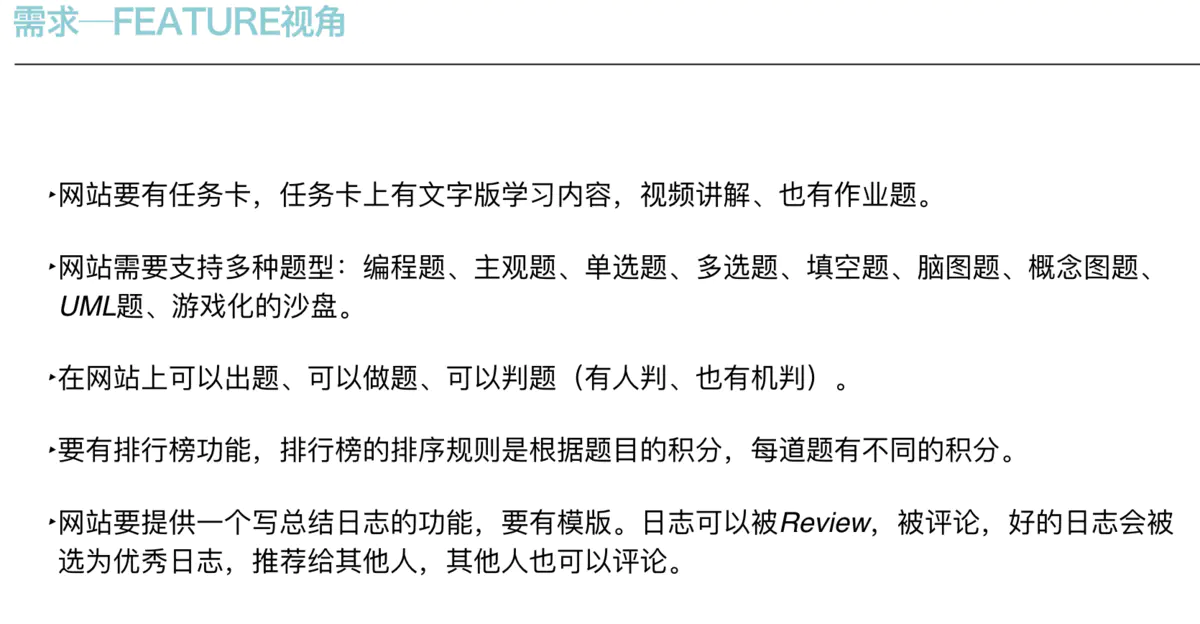 需求—FEATURE视角
‣网站要有任务卡，任务卡上有文字版学习内容，视频讲解、也有作业题。
‣网站需要支持多种题型：编程题、主观题、单选题、多选题、填空题、脑图题、概念图题、
UML题、游戏化的沙盘。
‣在网站上可以出题、可以做题、可以判题（有人判、也有机判）。
‣要有排行榜功能，排行榜的排序规则是根据题目的积分，每道题有不同的积分。
‣网站要提供一个写总结日志的功能，要有模版。日志可以被Review，被评论，好的日志会被
选为优秀日志，推荐给其他人，其他人也可以评论。